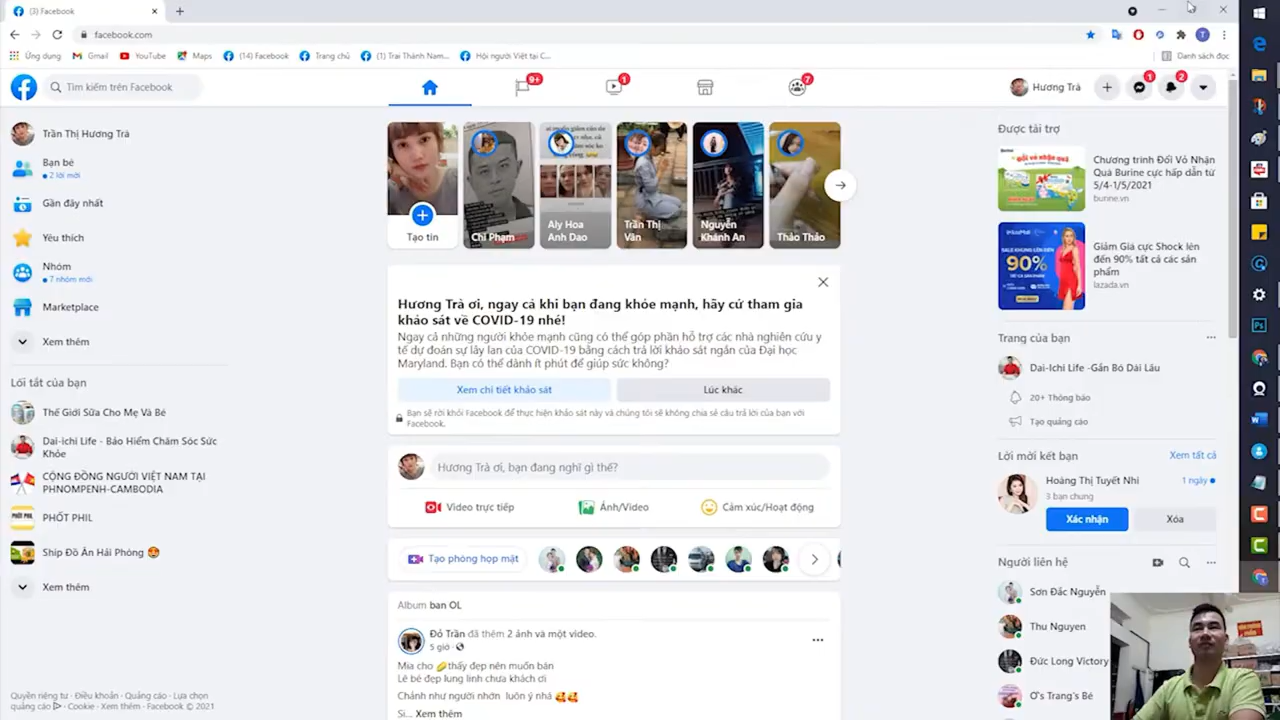 (3) Facebook
facebook.com
Ứng dụng
Gmail
YouTube
Maps
(14) Facebook
Trang chủ
(1) Trai Thành Nam...
Hội người Việt tại C...
Danh sách đọc
Tìm kiếm trên Facebook
9+
1
7
Hương Trà
1
2
Trần Thị Hương Trà
Bạn bè
2 lời mời
Gần đây nhất
Yêu thích
Nhóm
7 nhóm mới
Marketplace
Xem thêm
Lối tắt của bạn
Thế Giới Sữa Cho Mẹ Và Bé
Dai-ichi Life - Bảo Hiểm Chăm Sóc Sức
Khỏe
CỘNG ĐỒNG NGƯỜI VIỆT NAM TẠI
PHNOMPENH-CAMBODIA
PHỐT PHIL
Ship Đồ Ăn Hải Phòng
Xem thêm
Quyền riêng tư · Điều khoản · Quảng cáo · Lựa chọn
quảng cáo · Cookie · Xem thêm · Facebook © 2021
Tạo tin
Chi Phạm
Aly Hoa
Anh Dao
Trần Thị
Vân
Nguyễn
Khánh An
Thảo Thảo
Hương Trà ơi, ngay cả khi bạn đang khỏe mạnh, hãy cứ tham gia
khảo sát về COVID-19 nhé!
Ngay cả những người khỏe mạnh cũng có thể góp phần hỗ trợ các nhà nghiên cứu y
tế dự đoán sự lây lan của COVID-19 bằng cách trả lời khảo sát ngắn của Đại học
Maryland. Bạn có thể dành ít phút để giúp sức không?
Xem chi tiết khảo sát
Lúc khác
Bạn sẽ rời khỏi Facebook để thực hiện khảo sát này và chúng tôi sẽ không chia sẻ câu trả lời của bạn với
Facebook.
Hương Trà ơi, bạn đang nghĩ gì thế?
Video trực tiếp
Ảnh/Video
Cảm xúc/Hoạt động
Tạo phòng họp mặt
Album ban OL
Đỏ Trần đã thêm 2 ảnh và một video.
5 giờ
Mia cho 🌽thấy đẹp nên muốn bán
Lê bé đẹp lung linh chưa khách ơi
Chảnh như người nhơn luôn ý nhá 🥰🥰
Si... Xem thêm
Được tài trợ
Chương trình Đổi Vỏ Nhận
Quà Burine cực hấp dẫn từ
5/4-1/5/2021
burine.vn
90%
Giảm Giá cực Shock lên
đến 90% tất cả các sản
phẩm
lazada.vn
Trang của bạn
Dai-Ichi Life -Gắn Bó Dài Lâu
20+ Thông báo
Tạo quảng cáo
Lời mời kết bạn
Xem tất cả
Hoàng Thị Tuyết Nhi
1 ngày
3 bạn chung
Xác nhận
Xóa
Người liên hệ
Sơn Đắc Nguyễn
Thu Nguyen
Đức Long Victory
O's Trang's Bé